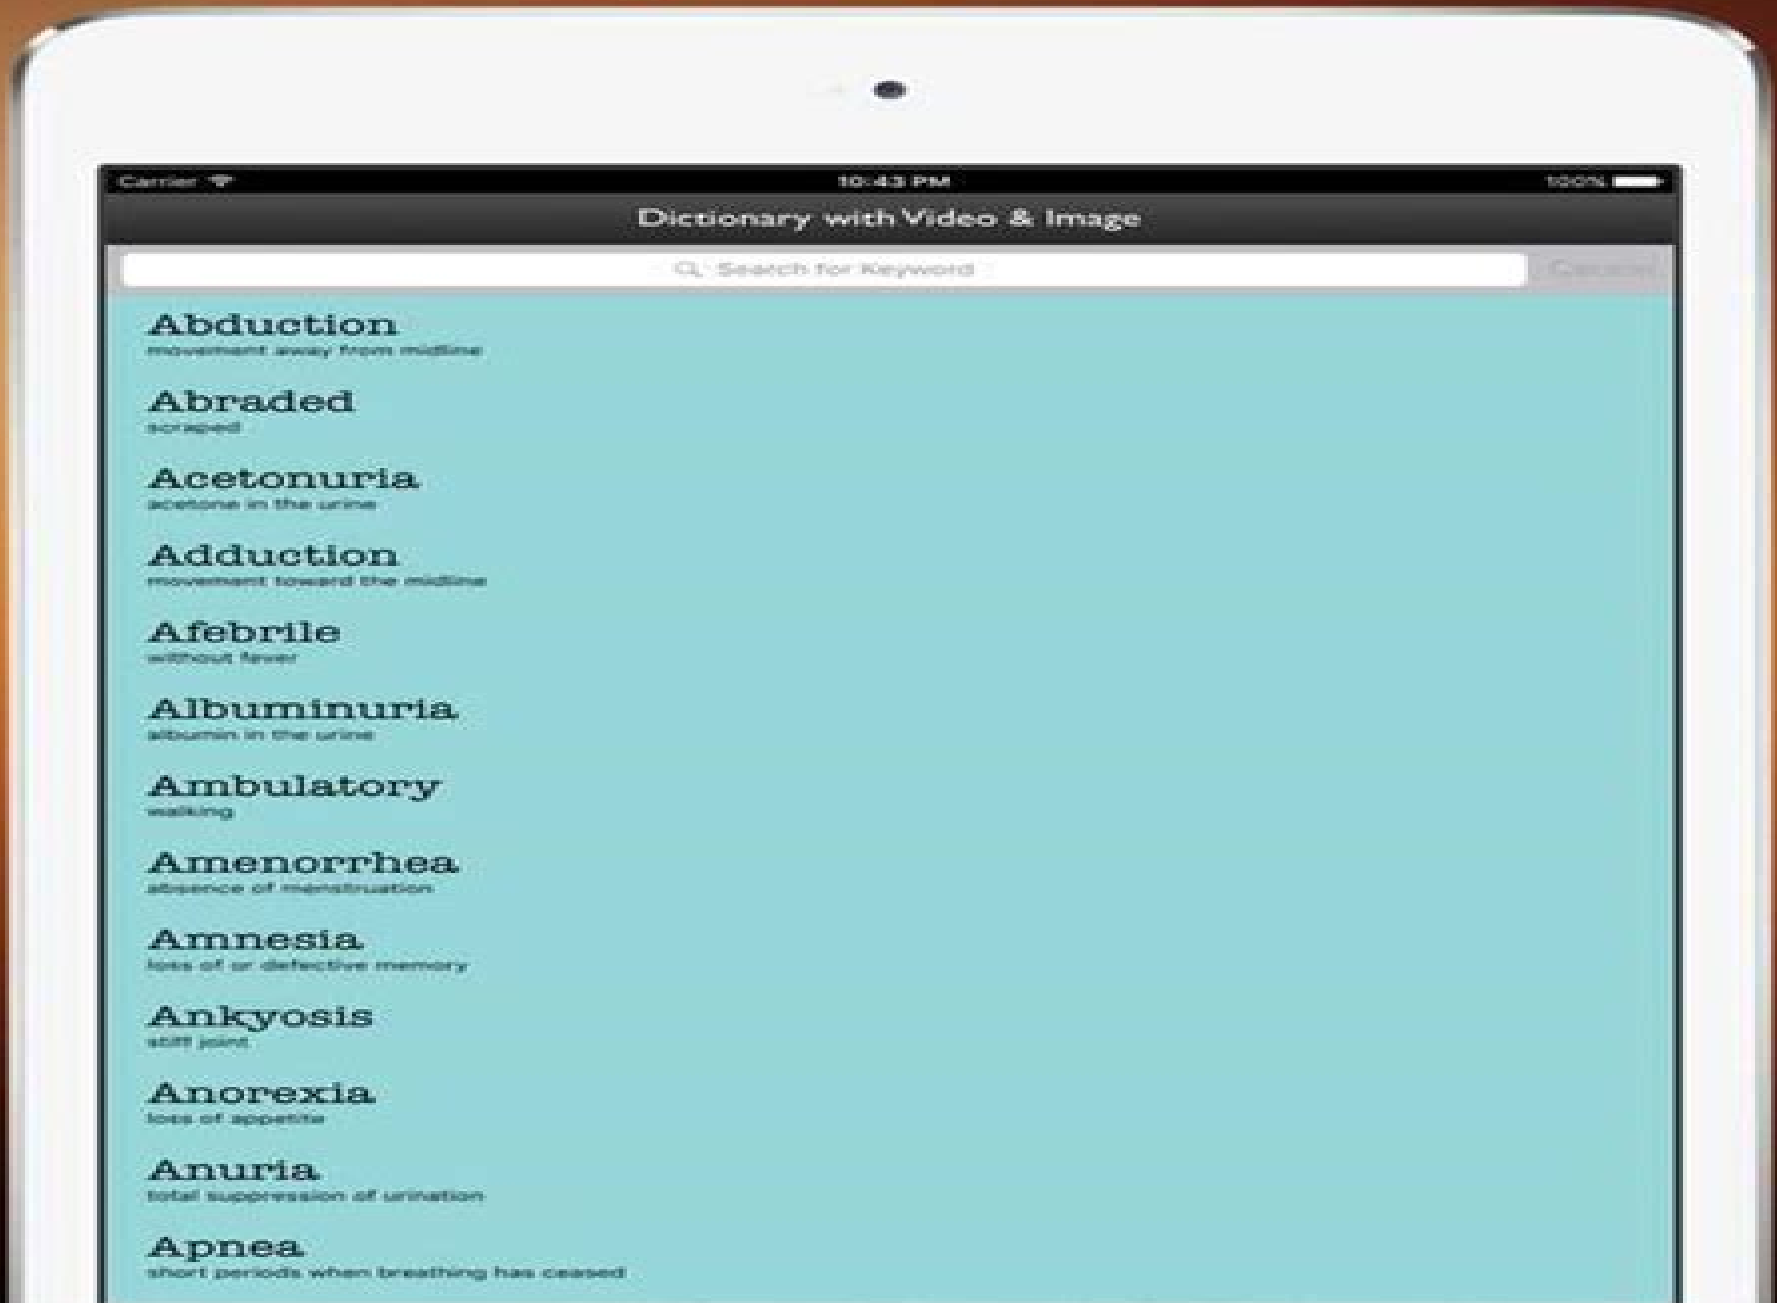 Carrier
10:43 PM
100%
Dictionary with Video & Image
Search for Keyword
Cancel
Abduction
movement away from midline
Abraded
scraped
Acetonuria
acetone in the urine
Adduction
movement toward the midline
Afebrile
without fever
Albuminuria
albumin in the urine
Ambulatory
walking
Amenorrhea
absence of menstruation
Amnesia
loss of or defective memory
Ankyosis
stiff joint
Anorexia
loss of appetite
Anuria
total suppression of urination
Apnea
short periods when breathing has ceased